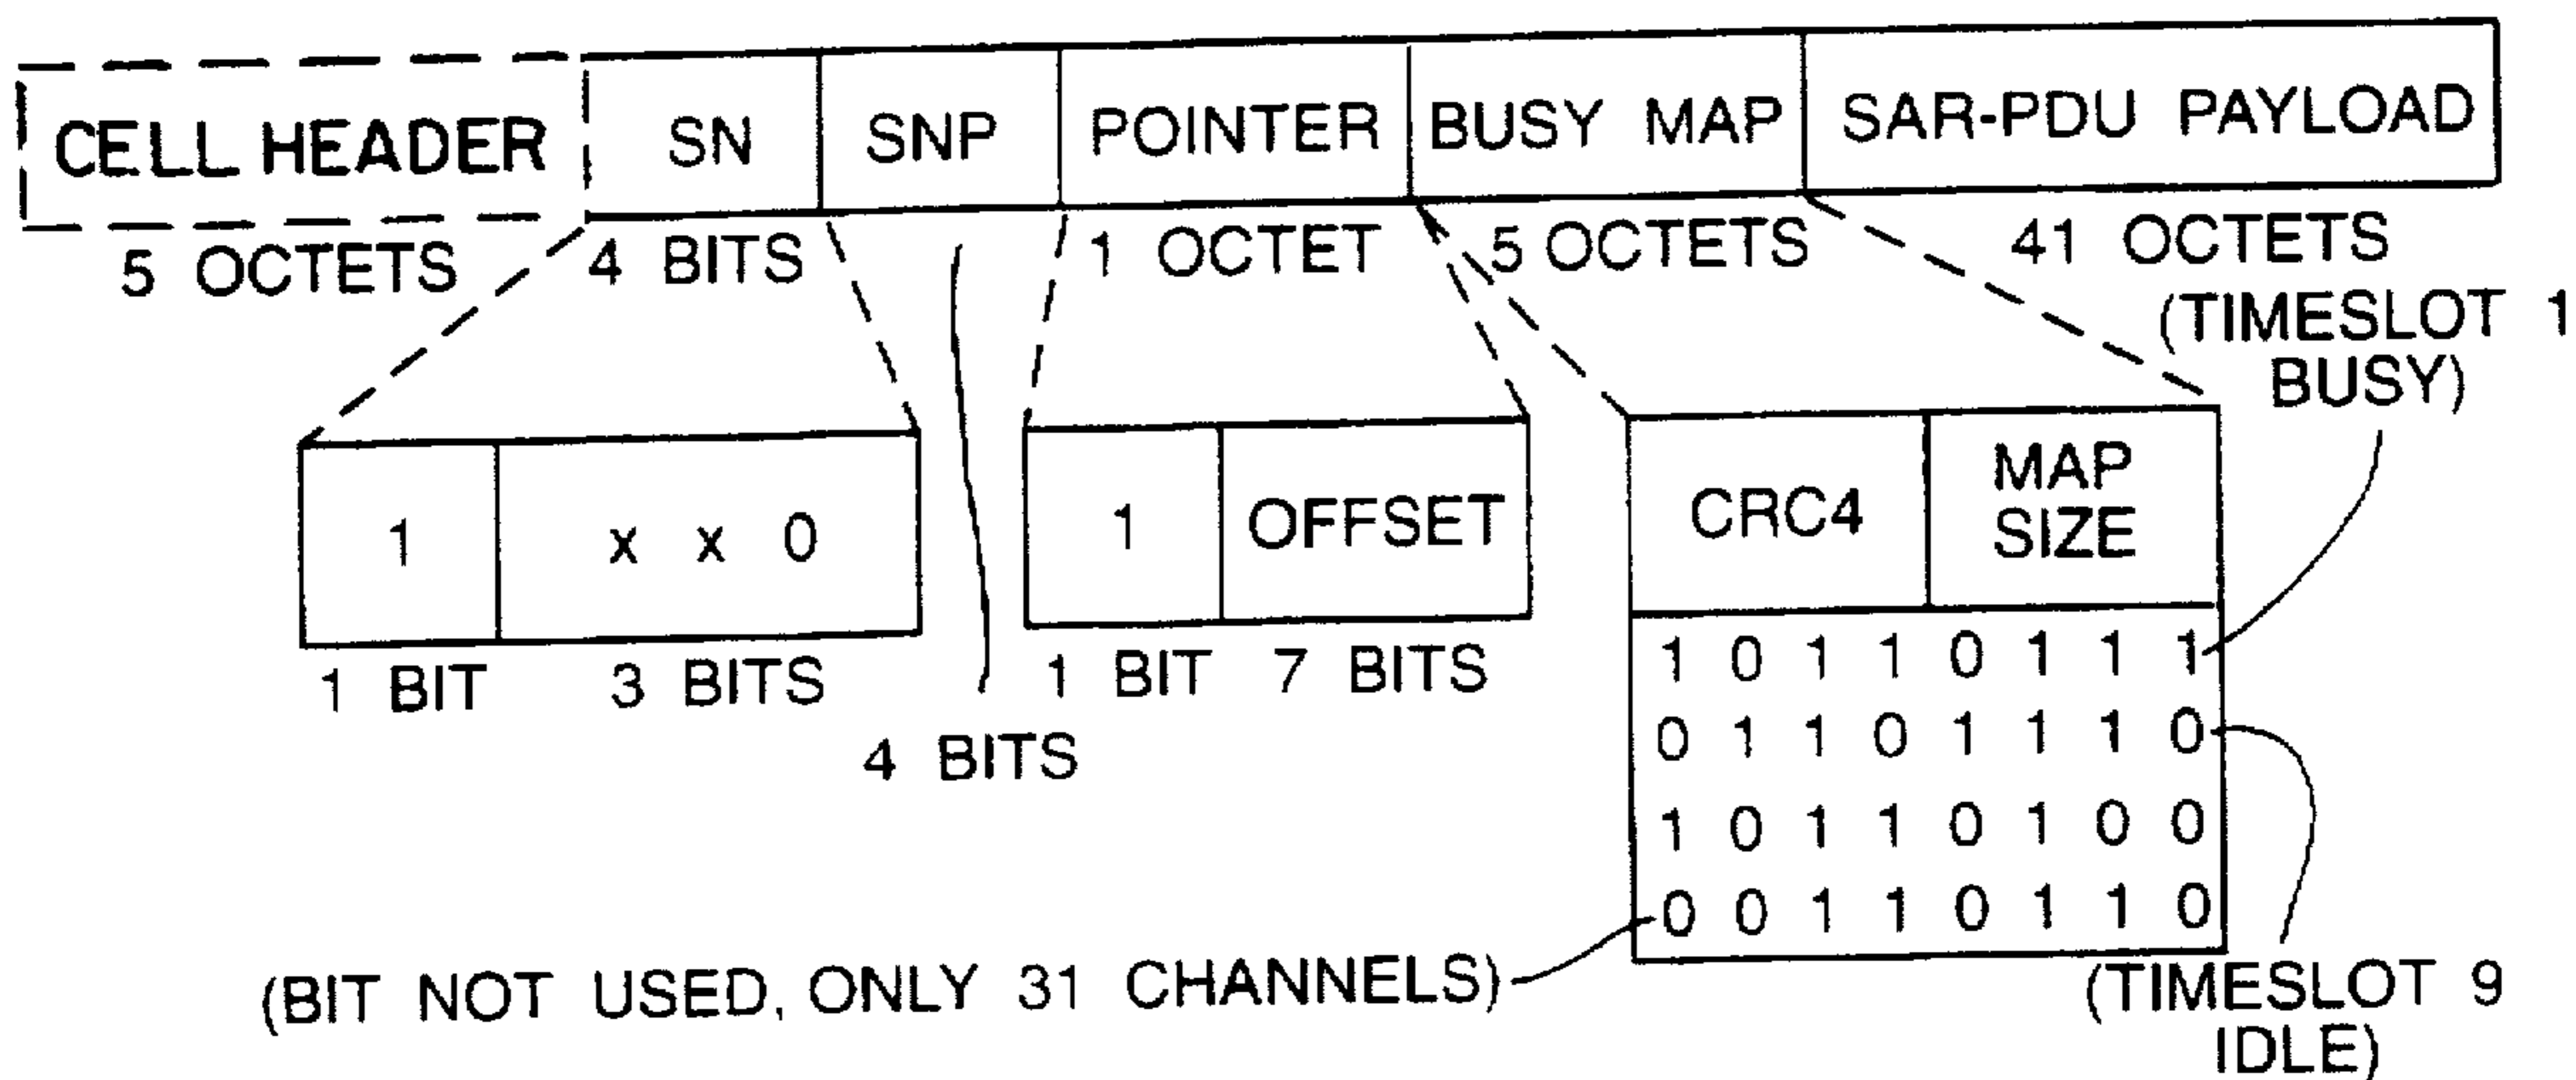 CELL HEADER SN SNP POINTER BUSY MAP SAR-PDU PAYLOAD
5 OCTETS 4 BITS 1 OCTET 5 OCTETS 41 OCTETS
(TIMESLOT 1
BUSY)
1 x x 0 1 OFFSET CRC4 MAP
SIZE
1 BIT 3 BITS 1 BIT 7 BITS
4 BITS
1 0 1 1 0 1 1 1
0 1 1 0 1 1 1 0
1 0 1 1 0 1 0 0
0 0 1 1 0 1 1 0
(BIT NOT USED, ONLY 31 CHANNELS)
(TIMESLOT 9
IDLE)